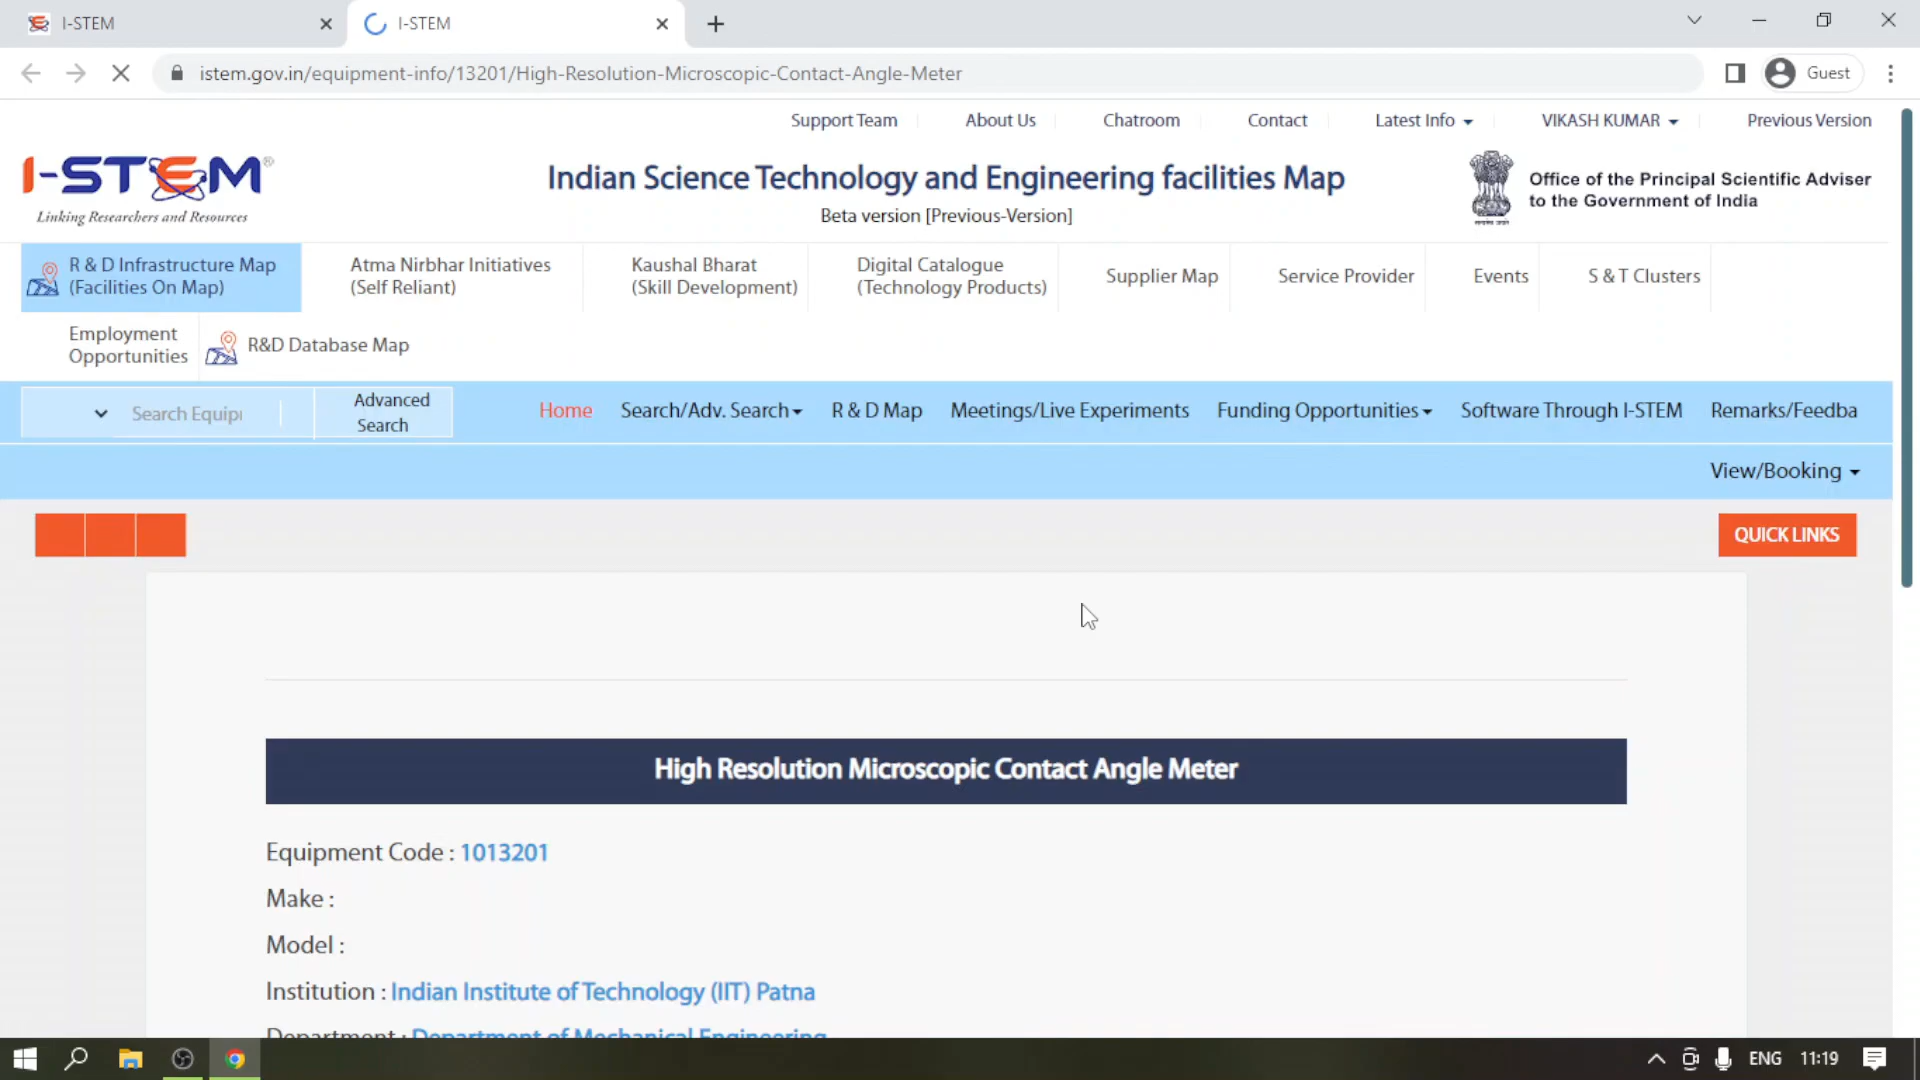 I-STEM
I-STEM
istem.gov.in/equipment-info/13201/High-Resolution-Microscopic-Contact-Angle-Meter
Guest
Support Team
About Us
Chatroom
Contact
Latest Info
VIKASH KUMAR
Previous Version
I-STEM®
Linking Researchers and Resources
Indian Science Technology and Engineering facilities Map
Beta version [Previous-Version]
Office of the Principal Scientific Adviser
to the Government of India
R & D Infrastructure Map
(Facilities On Map)
Atma Nirbhar Initiatives
(Self Reliant)
Kaushal Bharat
(Skill Development)
Digital Catalogue
(Technology Products)
Supplier Map
Service Provider
Events
S & T Clusters
Employment
Opportunities
R&D Database Map
Search Equip
Advanced
Search
Home
Search/Adv. Search
R & D Map
Meetings/Live Experiments
Funding Opportunities
Software Through I-STEM
Remarks/Feedba
View/Booking
QUICK LINKS
High Resolution Microscopic Contact Angle Meter
Equipment Code : 1013201
Make :
Model :
Institution : Indian Institute of Technology (IIT) Patna
Department : Department of Mechanical Engineering
ENG
11:19